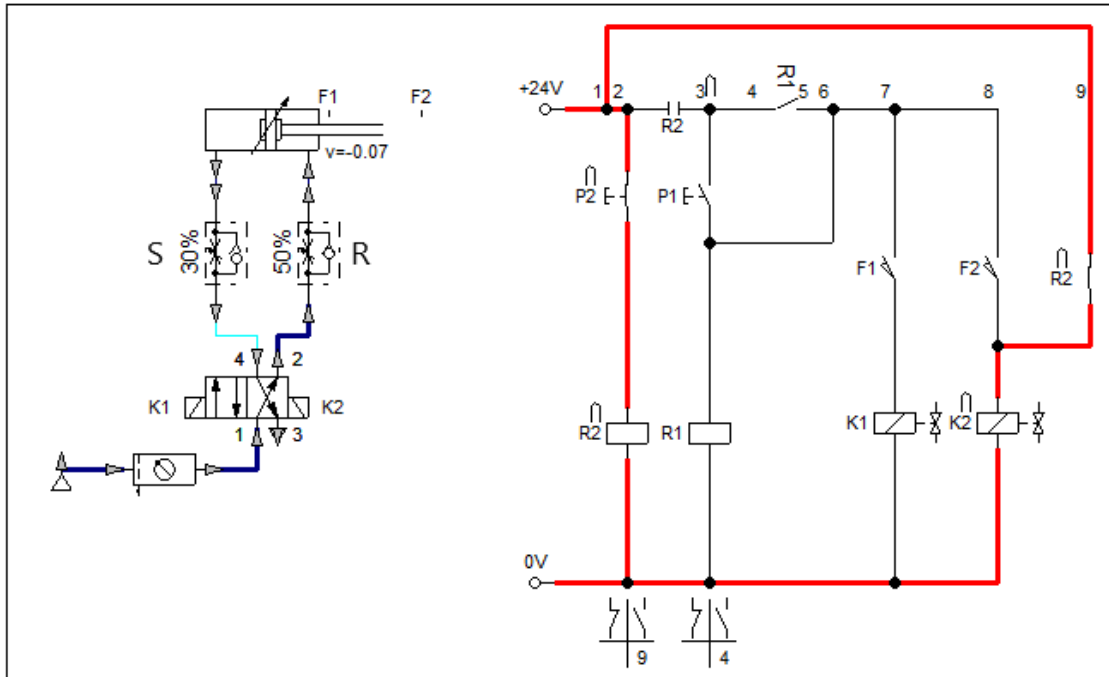 F1 F2
v=-0.07
S 30% 50% R
4 2
K1 K2
1 3
+24V 1 2 3 4 R1 5 6 7 8 9
R2
P2 P1
F1 F2 R2
R2 R1 K1 K2
0V
9 4